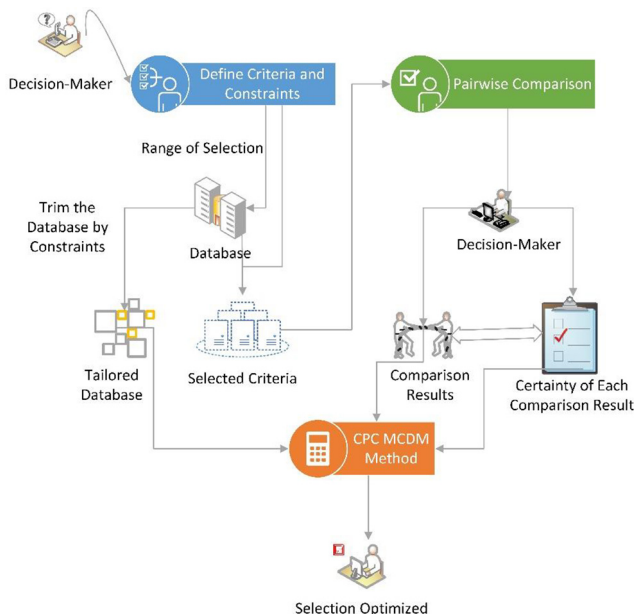 Decision-Maker
Define Criteria and
Constraints
Pairwise Comparison
Range of Selection
Trim the
Database by
Constraints
Database
Decision-Maker
Tailored
Database
Selected Criteria
Comparison
Results
Certainty of Each
Comparison Result
CPC MCDM
Method
Selection Optimized